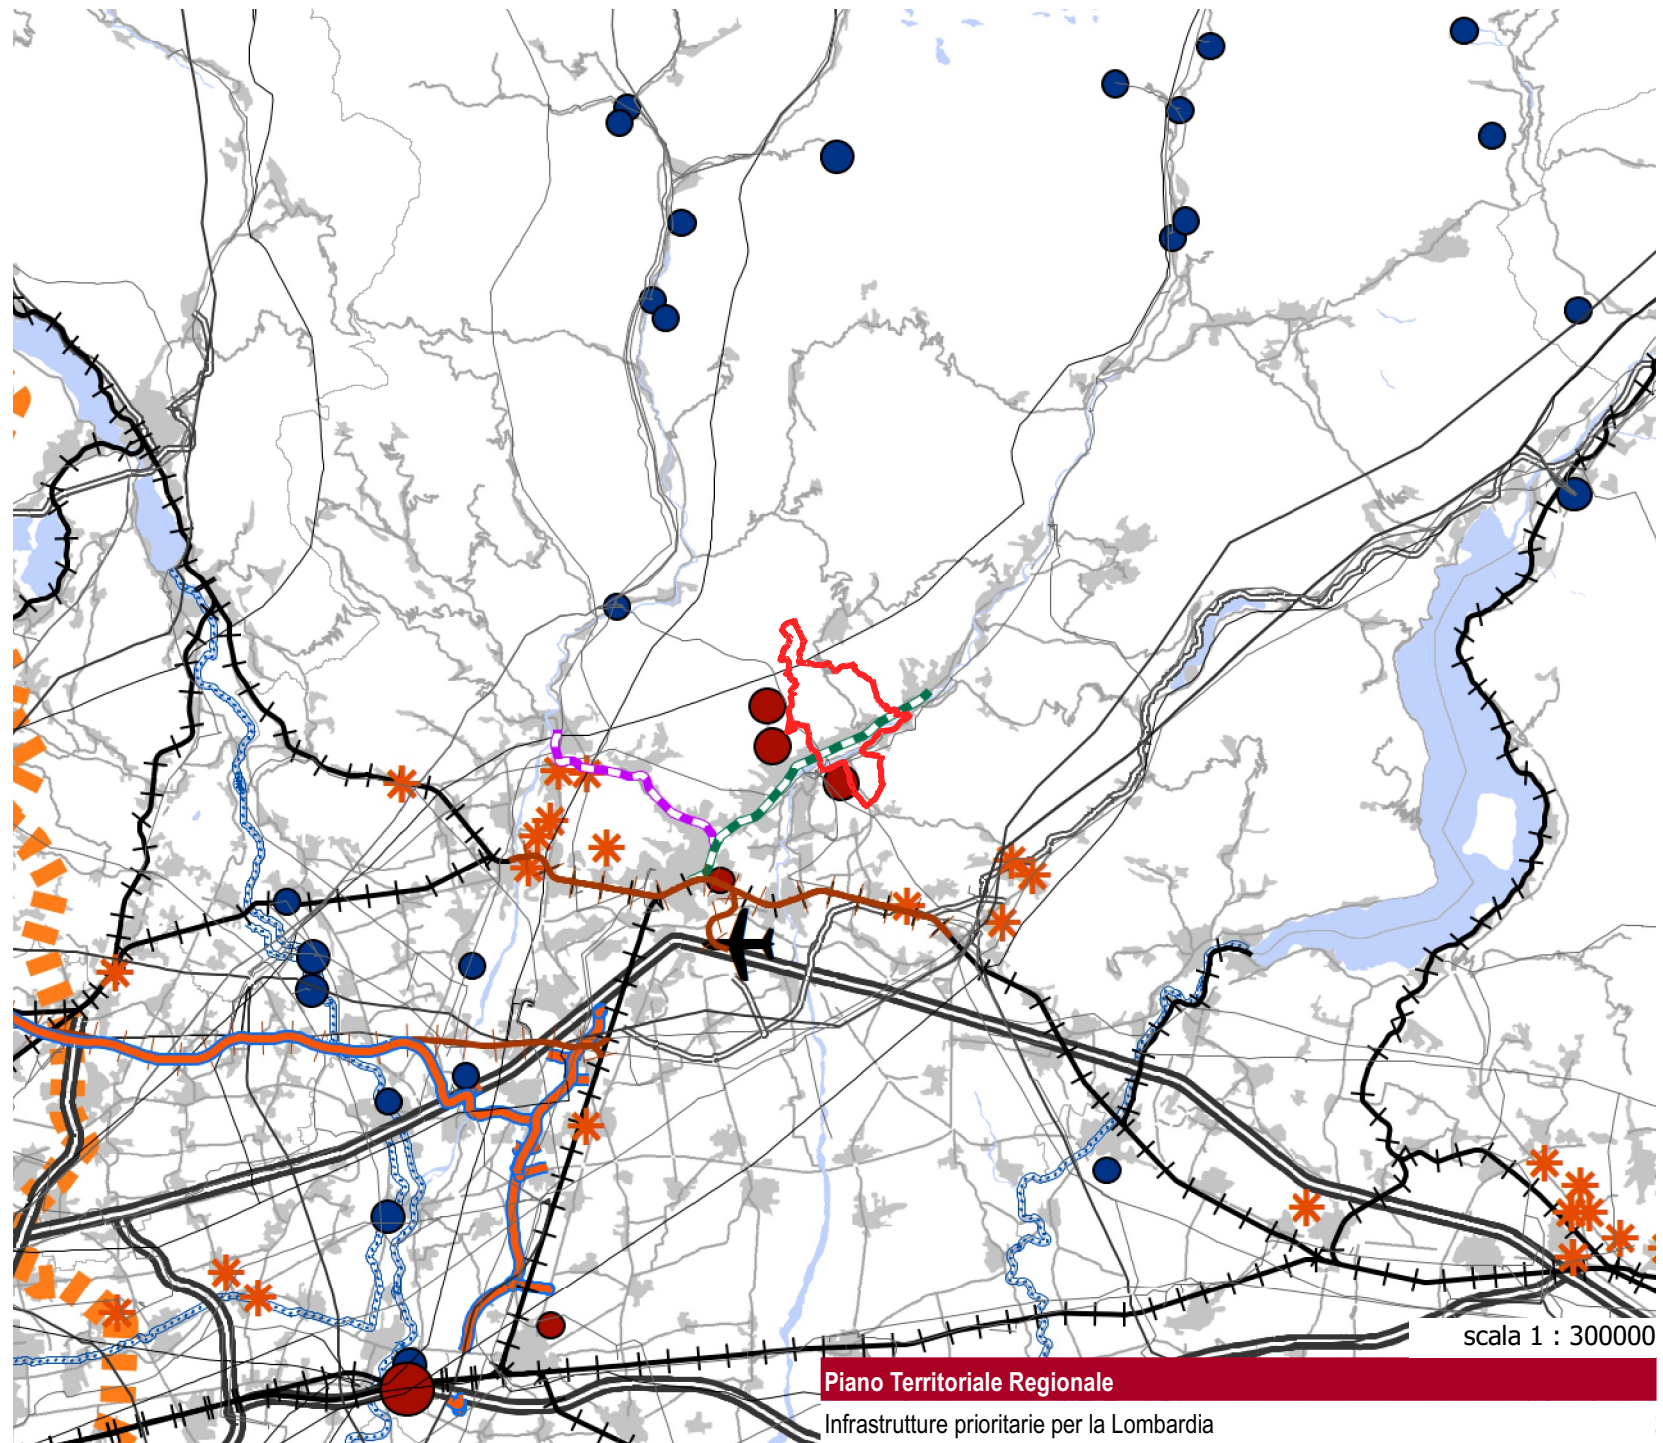 scala 1 : 300000
Piano Territoriale Regionale
Infrastrutture prioritarie per la Lombardia